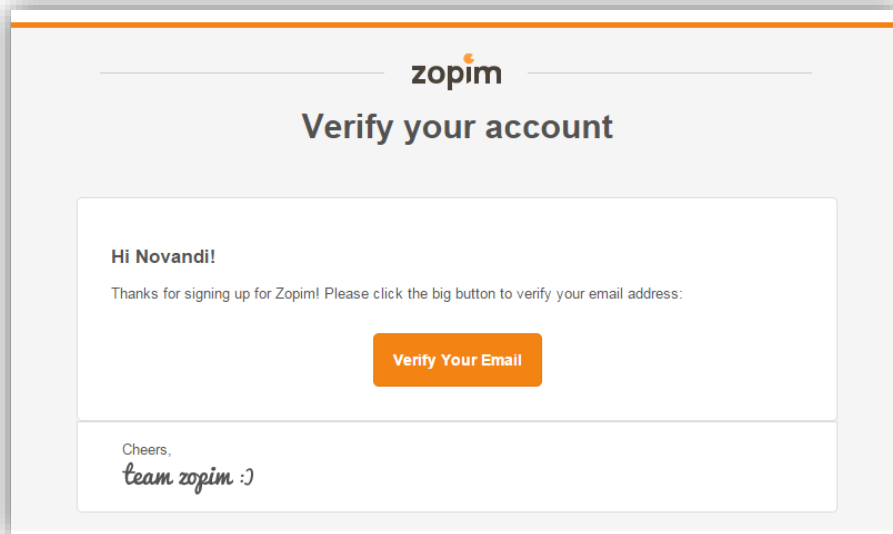 zopim
Verify your account
Hi Novandi!
Thanks for signing up for Zopim! Please click the big button to verify your email address:
Verify Your Email
Cheers,
team zopim :)